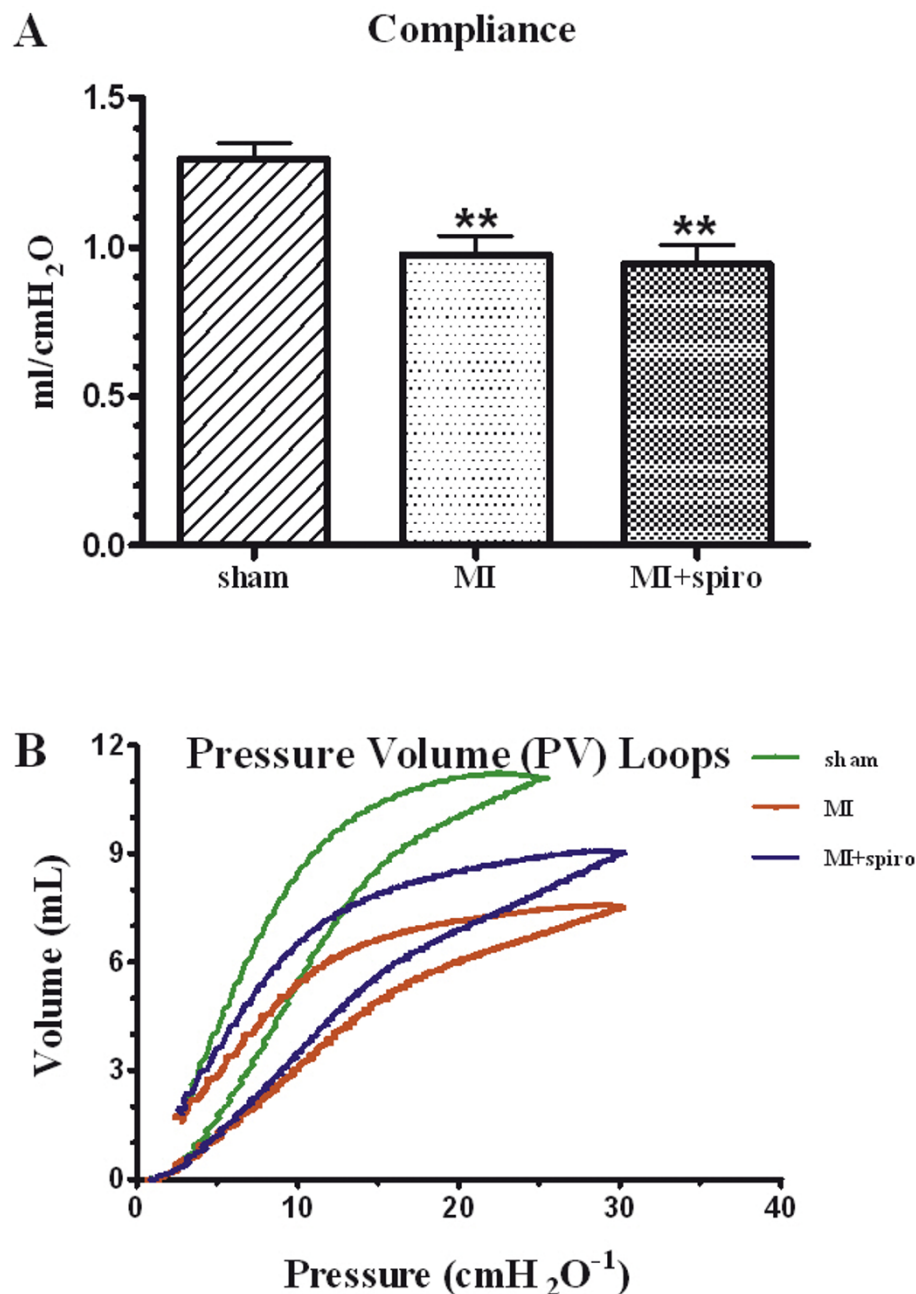 A
Compliance
1.5
1.0
0.5
0.0
ml/cmH₂O
**
**
sham
MI
MI+spiro
B
Pressure Volume (PV) Loops
12
9
6
3
0
Volume (mL)
sham
MI
MI+spiro
0
10
20
30
40
Pressure (cmH₂O⁻¹)